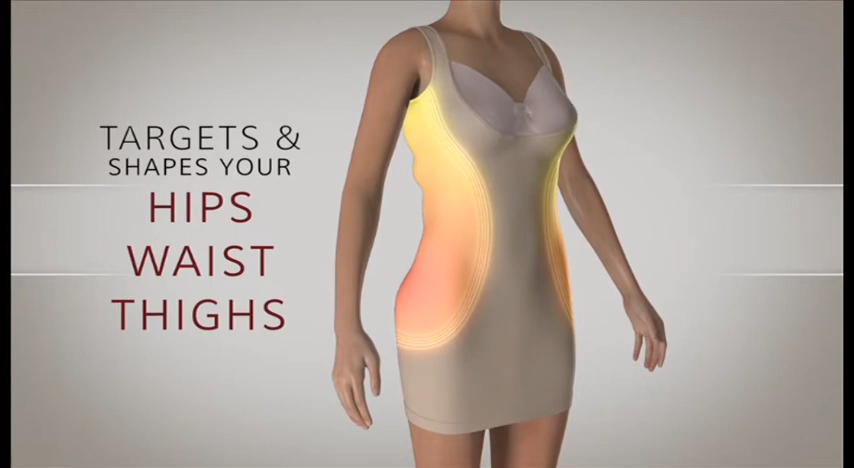 TARGETS &
SHAPES YOUR
HIPS
WAIST
THIGHS